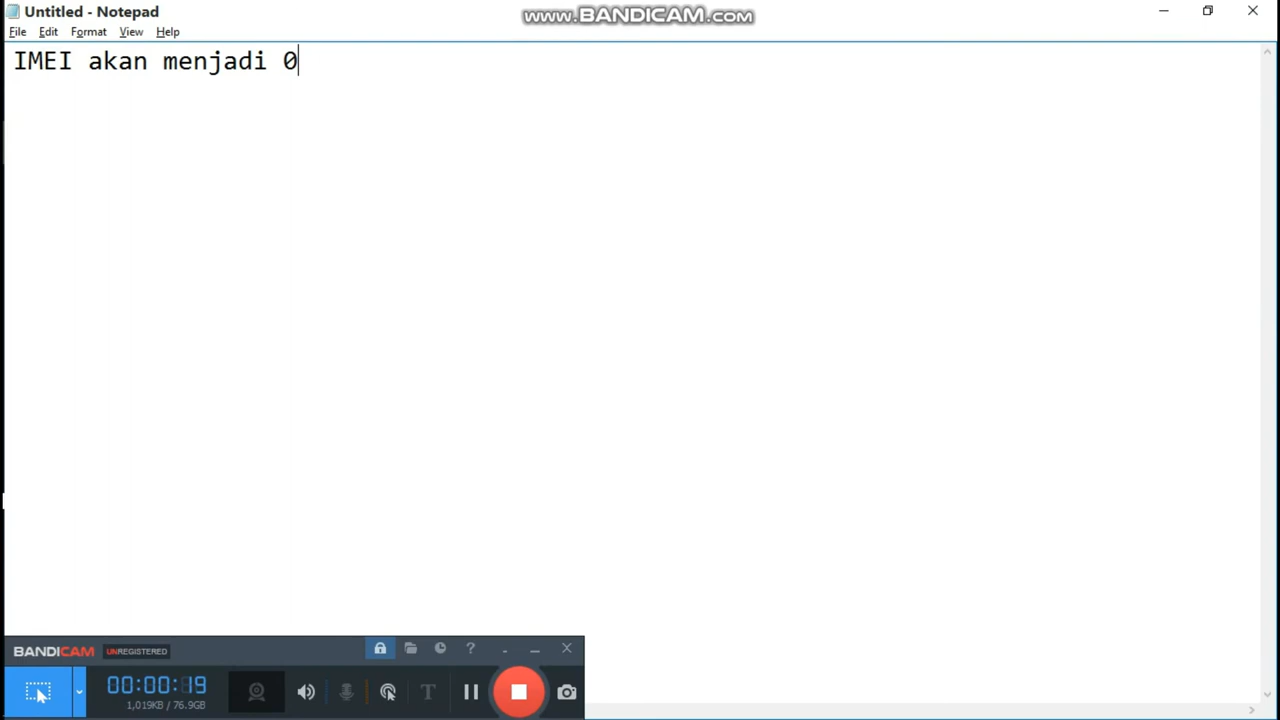 Untitled - Notepad
www.BANDICAM.com
File Edit Format View Help
IMEI akan menjadi 0
BANDICAM UNREGISTERED ?
00:00:19
1,019KB / 76.9GB
T